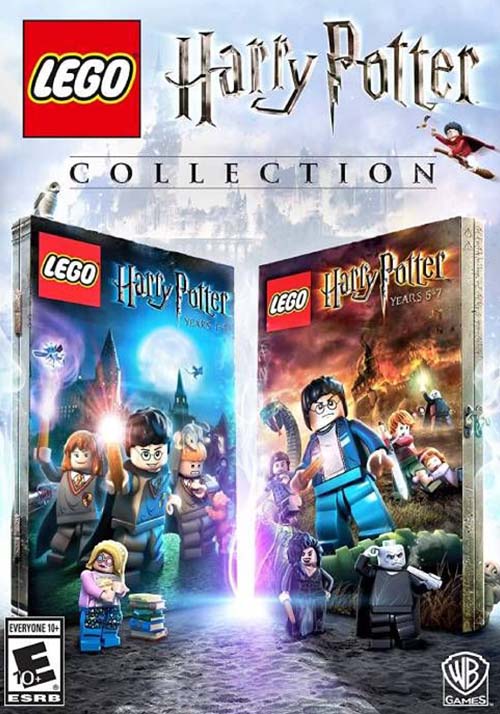 LEGO
Harry Potter
COLLECTION
LEGO
Harry Potter
YEARS 1-4
LEGO
Harry Potter
YEARS 5-7
EVERYONE 10+
E
10+
ESRB
WB
GAMES